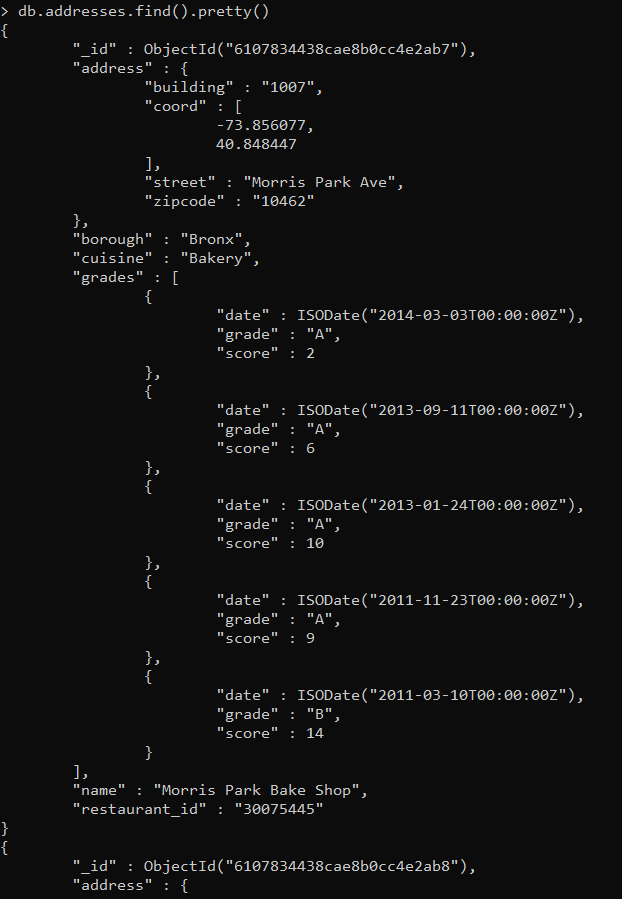 > db.addresses.find().pretty()
{
        "_id" : ObjectId("6107834438cae8b0cc4e2ab7"),
        "address" : {
                "building" : "1007",
                "coord" : [
                        -73.856077,
                        40.848447
                ],
                "street" : "Morris Park Ave",
                "zipcode" : "10462"
        },
        "borough" : "Bronx",
        "cuisine" : "Bakery",
        "grades" : [
                {
                        "date" : ISODate("2014-03-03T00:00:00Z"),
                        "grade" : "A",
                        "score" : 2
                },
                {
                        "date" : ISODate("2013-09-11T00:00:00Z"),
                        "grade" : "A",
                        "score" : 6
                },
                {
                        "date" : ISODate("2013-01-24T00:00:00Z"),
                        "grade" : "A",
                        "score" : 10
                },
                {
                        "date" : ISODate("2011-11-23T00:00:00Z"),
                        "grade" : "A",
                        "score" : 9
                },
                {
                        "date" : ISODate("2011-03-10T00:00:00Z"),
                        "grade" : "B",
                        "score" : 14
                }
        ],
        "name" : "Morris Park Bake Shop",
        "restaurant_id" : "30075445"
}
{
        "_id" : ObjectId("6107834438cae8b0cc4e2ab8"),
        "address" : {